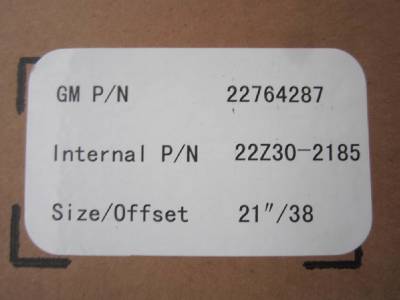 GM P/N 22764287
Internal P/N 22Z30-2185
Size/Offset 21″/38